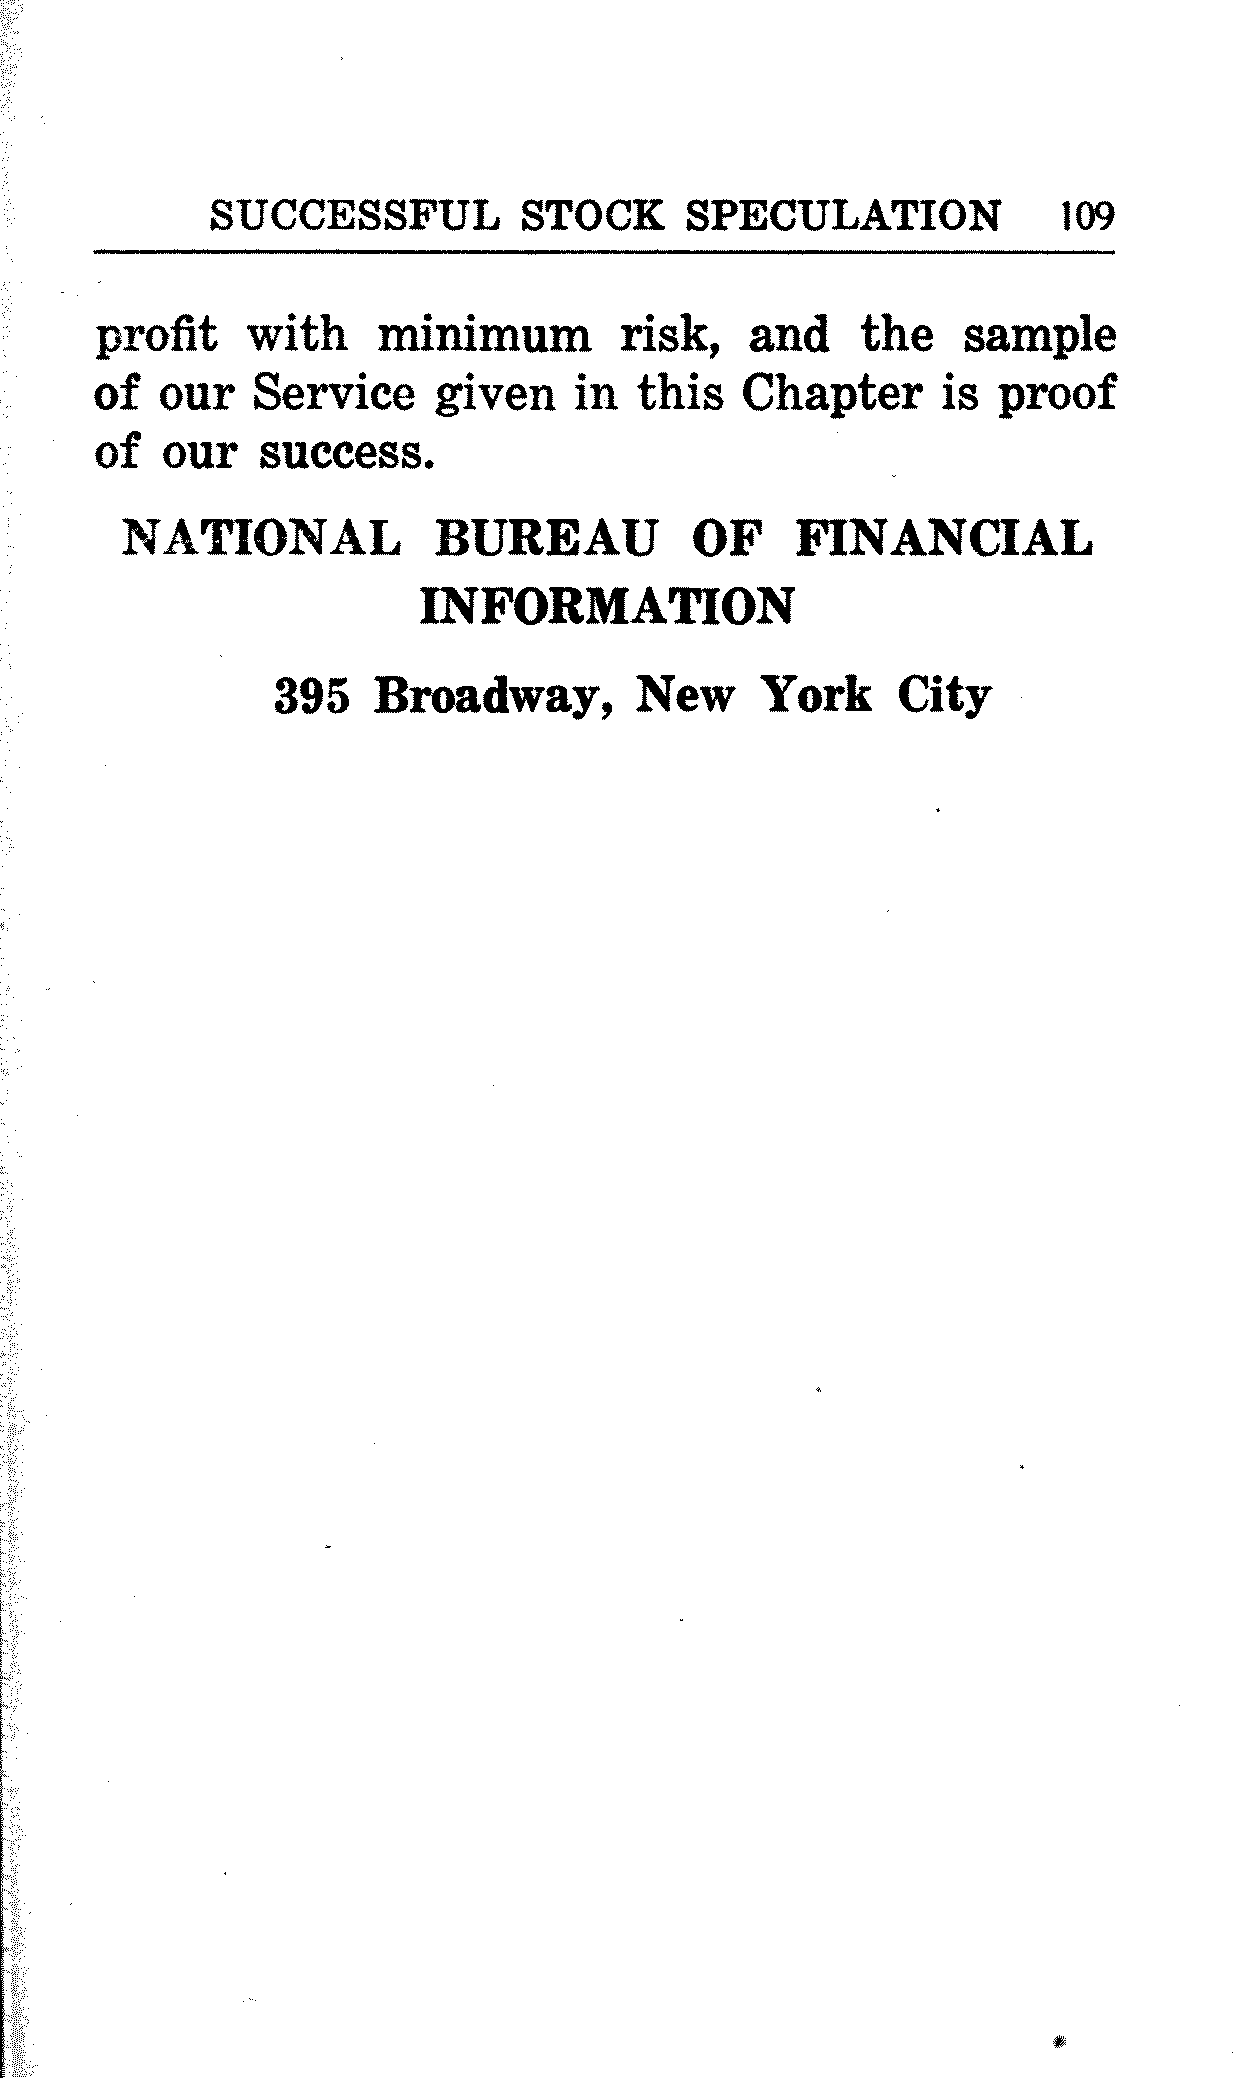 SUCCESSFUL STOCK SPECULATION 109
profit with minimum risk, and the sample
of our Service given in this Chapter is proof
of our success.
NATIONAL BUREAU OF FINANCIAL
INFORMATION
395 Broadway, New York City